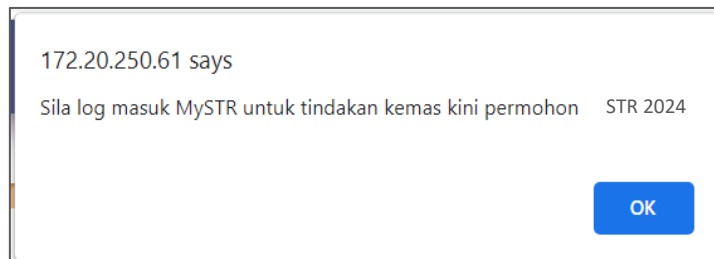 172.20.250.61 says
Sila log masuk MySTR untuk tindakan kemas kini permohon STR 2024
OK